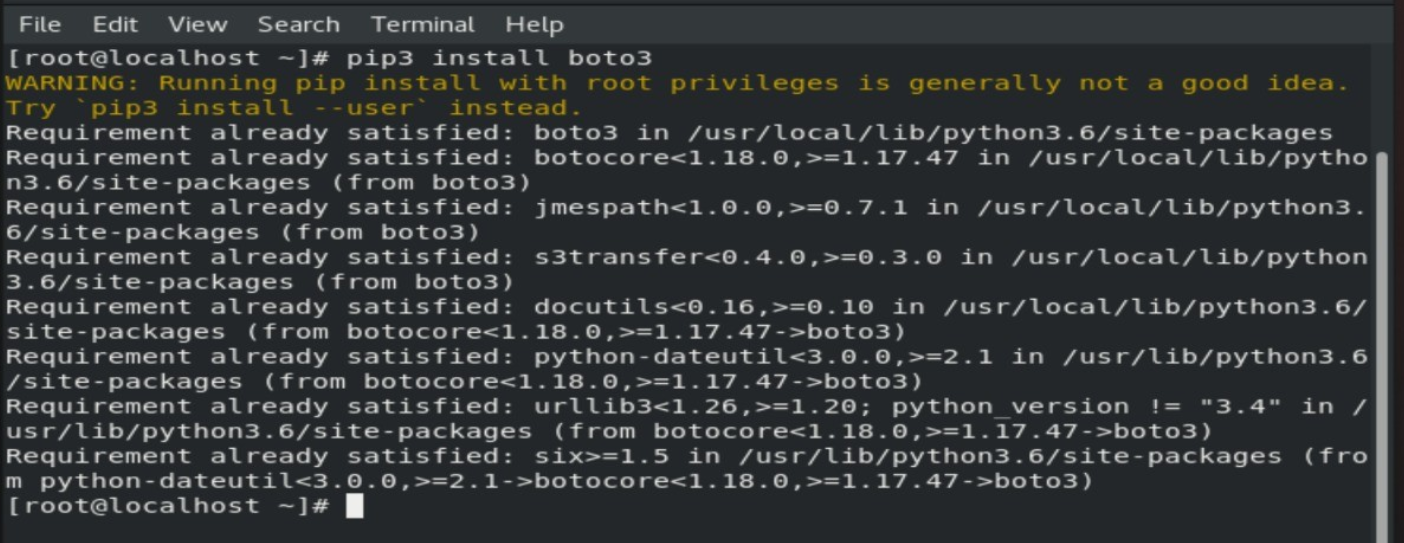 File Edit View Search Terminal Help
[root@localhost ~]# pip3 install boto3
WARNING: Running pip install with root privileges is generally not a good idea.
Try `pip3 install --user` instead.
Requirement already satisfied: boto3 in /usr/local/lib/python3.6/site-packages
Requirement already satisfied: botocore<1.18.0,>=1.17.47 in /usr/local/lib/pytho
n3.6/site-packages (from boto3)
Requirement already satisfied: jmespath<1.0.0,>=0.7.1 in /usr/local/lib/python3.
6/site-packages (from boto3)
Requirement already satisfied: s3transfer<0.4.0,>=0.3.0 in /usr/local/lib/python
3.6/site-packages (from boto3)
Requirement already satisfied: docutils<0.16,>=0.10 in /usr/local/lib/python3.6/
site-packages (from botocore<1.18.0,>=1.17.47->boto3)
Requirement already satisfied: python-dateutil<3.0.0,>=2.1 in /usr/lib/python3.6
/site-packages (from botocore<1.18.0,>=1.17.47->boto3)
Requirement already satisfied: urllib3<1.26,>=1.20; python_version != "3.4" in /
usr/lib/python3.6/site-packages (from botocore<1.18.0,>=1.17.47->boto3)
Requirement already satisfied: six>=1.5 in /usr/lib/python3.6/site-packages (fro
m python-dateutil<3.0.0,>=2.1->botocore<1.18.0,>=1.17.47->boto3)
[root@localhost ~]#